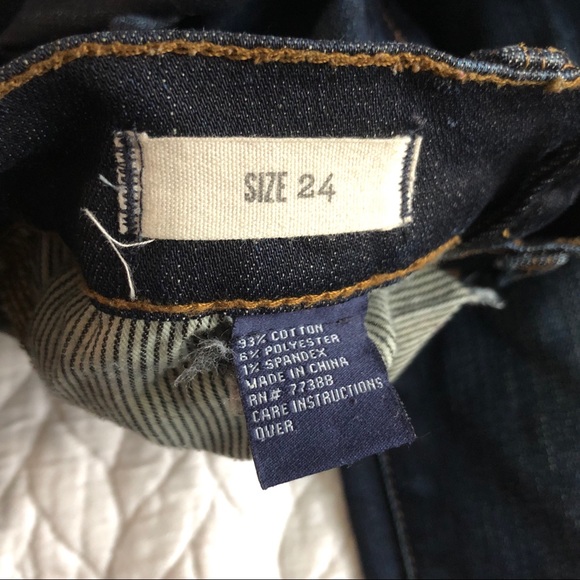 SIZE 24
93% COTTON
6% POLYESTER
1% SPANDEX
MADE IN CHINA
RN# 77388
CARE INSTRUCTIONS
OVER